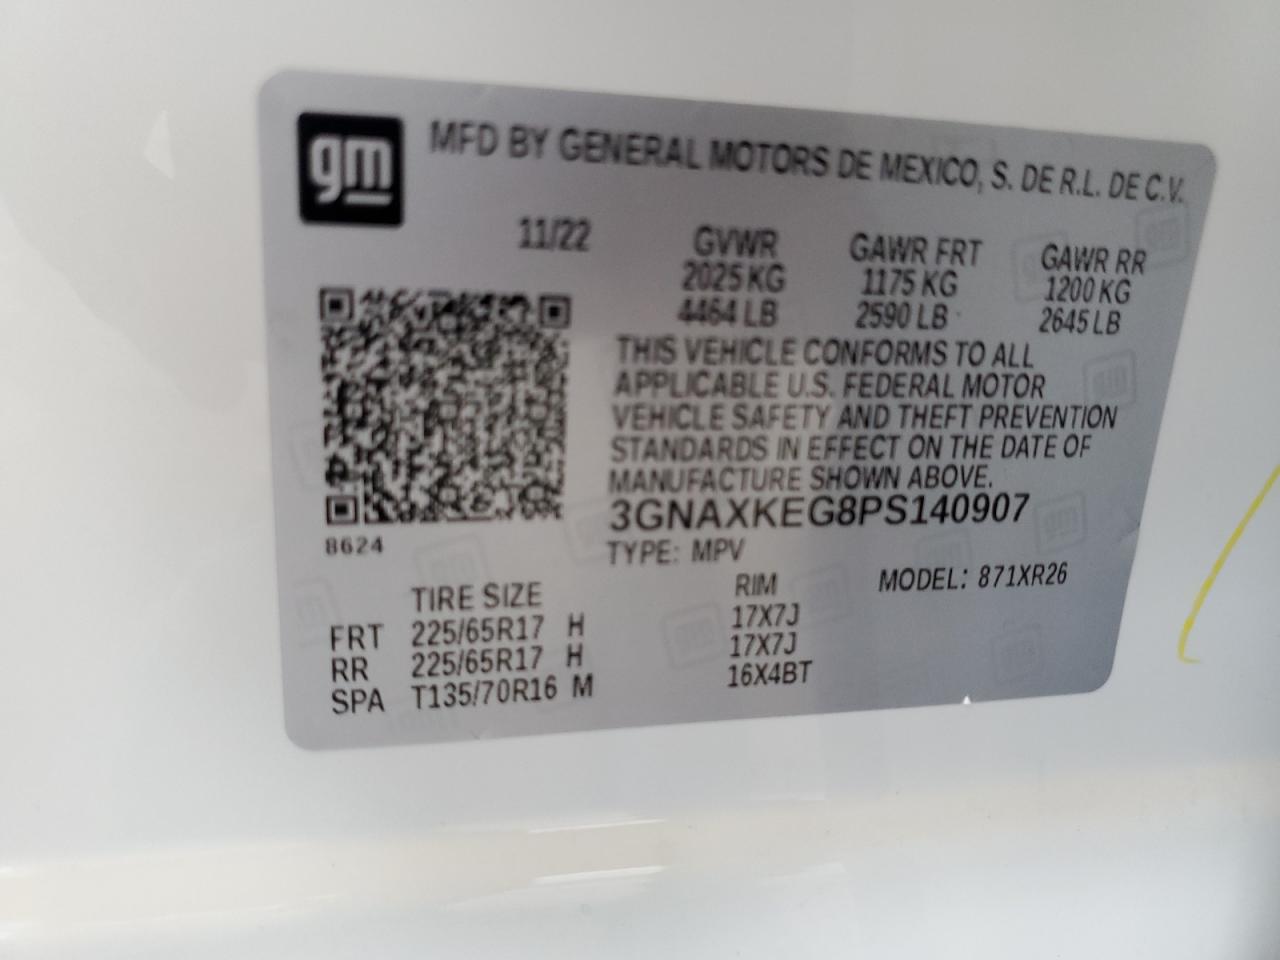 gm
MFD BY GENERAL MOTORS DE MEXICO, S. DE R.L. DE C.V.
11/22
GVWR GAWR FRT GAWR RR
2025 KG 1175 KG 1200 KG
4464 LB 2590 LB 2645 LB
THIS VEHICLE CONFORMS TO ALL
APPLICABLE U.S. FEDERAL MOTOR
VEHICLE SAFETY AND THEFT PREVENTION
STANDARDS IN EFFECT ON THE DATE OF
MANUFACTURE SHOWN ABOVE.
3GNAXKEG8PS140907
8624
TYPE: MPV
MODEL: 871XR26
TIRE SIZE RIM
FRT 225/65R17 H 17X7J
RR 225/65R17 H 17X7J
SPA T135/70R16 M 16X4BT